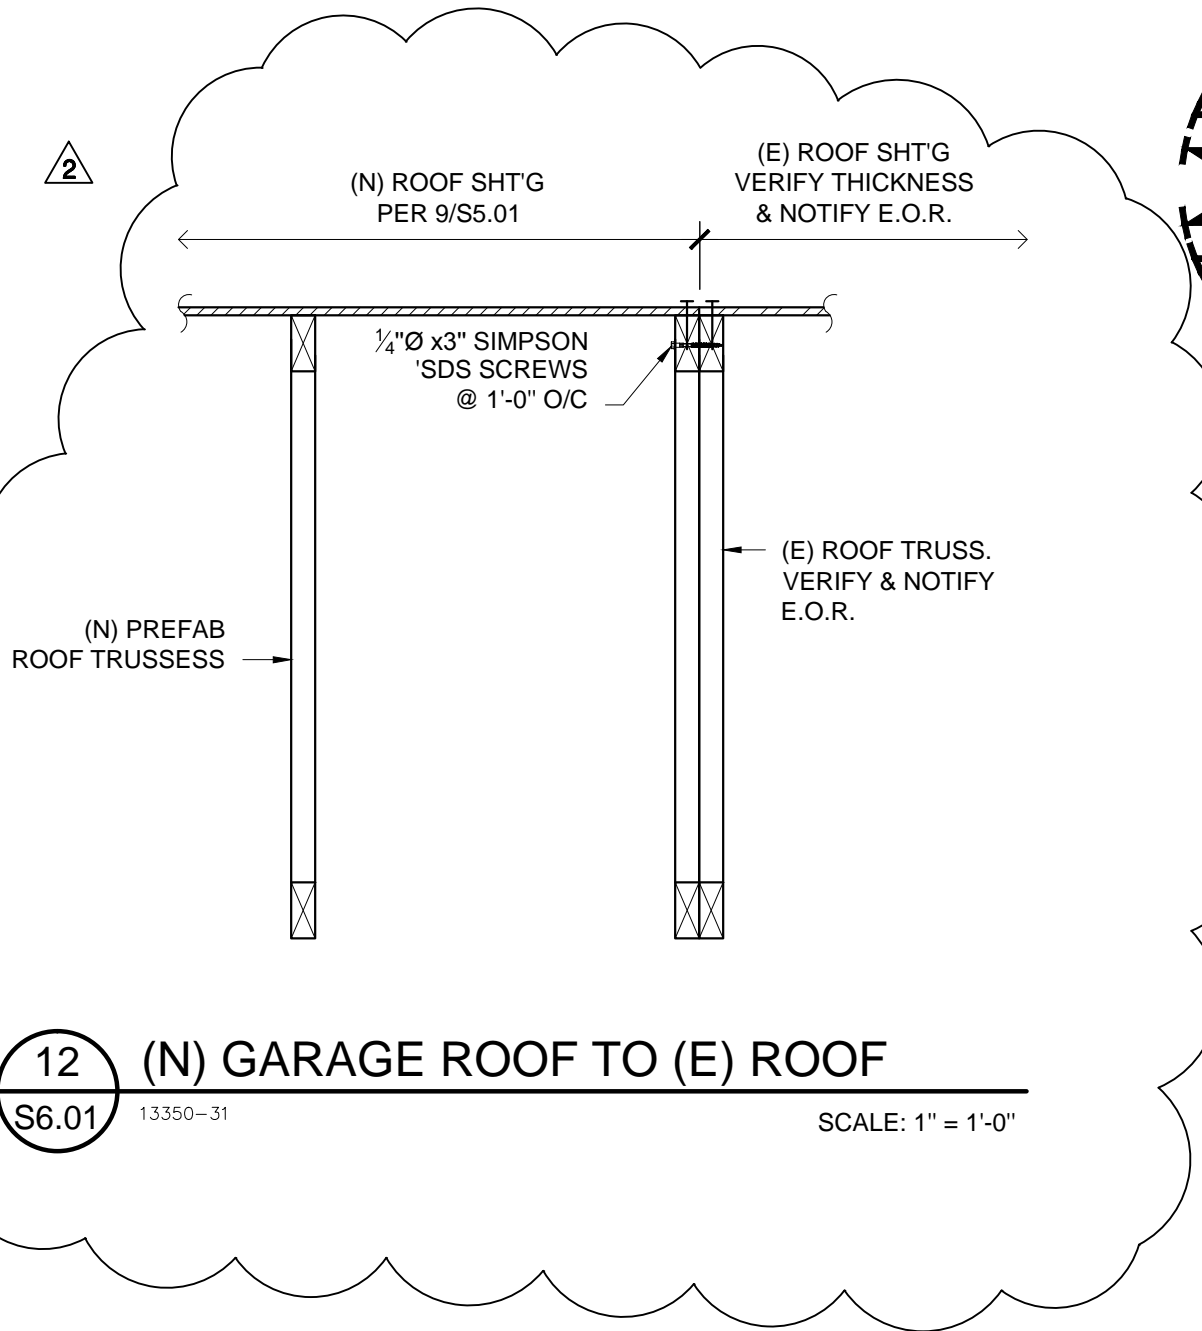 2
(N) ROOF SHT'G
PER 9/S5.01
(E) ROOF SHT'G
VERIFY THICKNESS
& NOTIFY E.O.R.
1/4"Ø x3" SIMPSON
'SDS SCREWS
@ 1'-0" O/C
(E) ROOF TRUSS.
VERIFY & NOTIFY
E.O.R.
(N) PREFAB
ROOF TRUSSESS
12
(N) GARAGE ROOF TO (E) ROOF
S6.01
13350-31
SCALE: 1" = 1'-0"